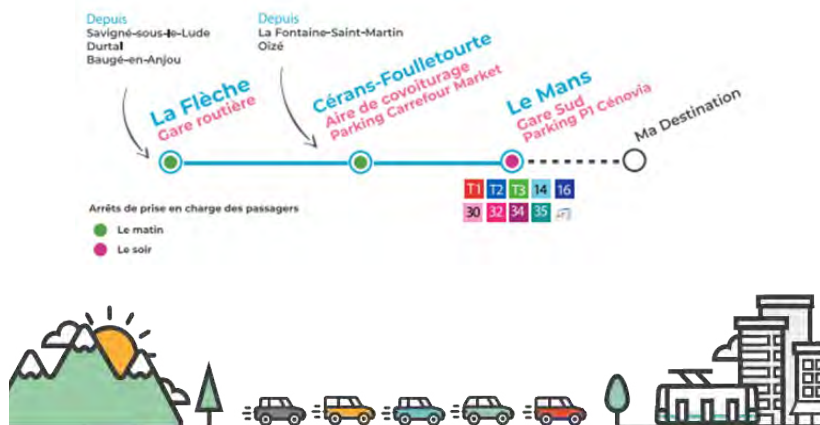 Depuis
Savigné-sous-le-Lude
Durtal
Baugé-en-Anjou
Depuis
La Fontaine-Saint-Martin
Oizé
La Flèche
Gare routière
Cérans-Foulletourte
Aire de covoiturage
Parking Carrefour Market
Le Mans
Gare Sud
Parking P1 Cénovia
Ma Destination
T1 T2 T3 14 16
30 32 34 35
Arrêts de prise en charge des passagers
Le matin
Le soir